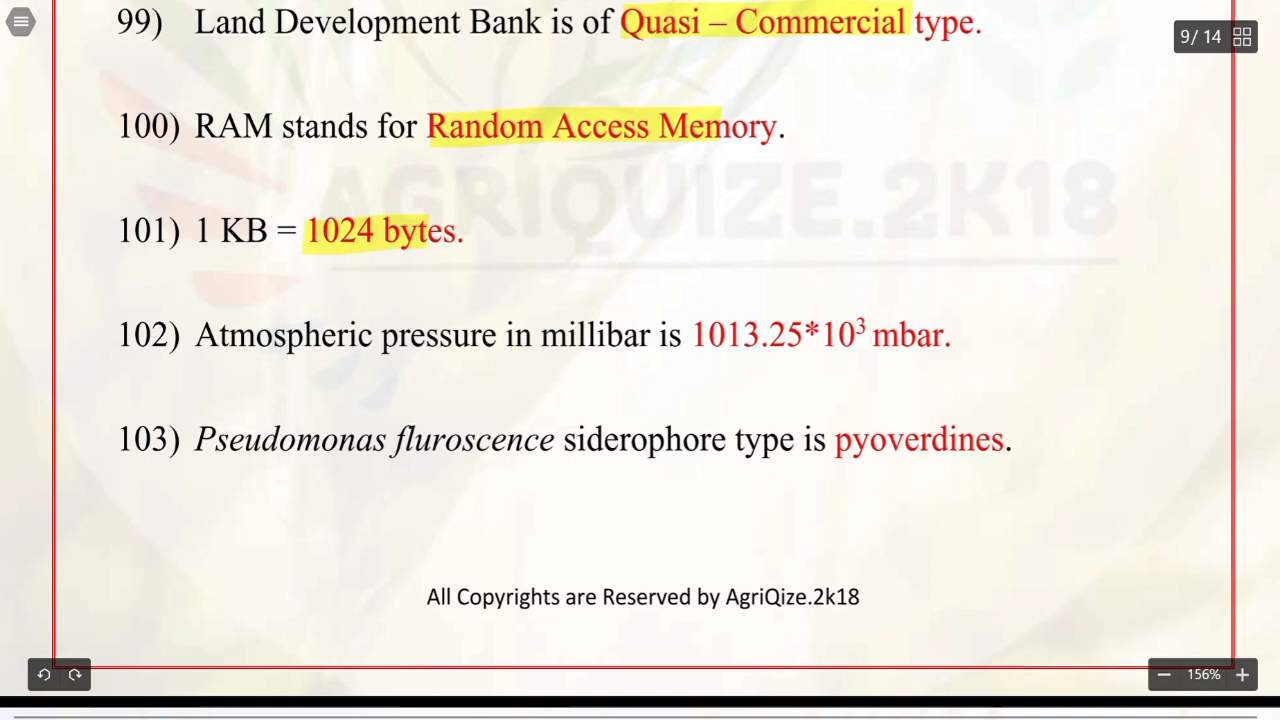 99) Land Development Bank is of Quasi – Commercial type.
9/ 14
100) RAM stands for Random Access Memory.
AGRIQUIZE.2K18
101) 1 KB = 1024 bytes.
102) Atmospheric pressure in millibar is 1013.25*10³ mbar.
103) Pseudomonas fluroscence siderophore type is pyoverdines.
All Copyrights are Reserved by AgriQize.2k18
156%